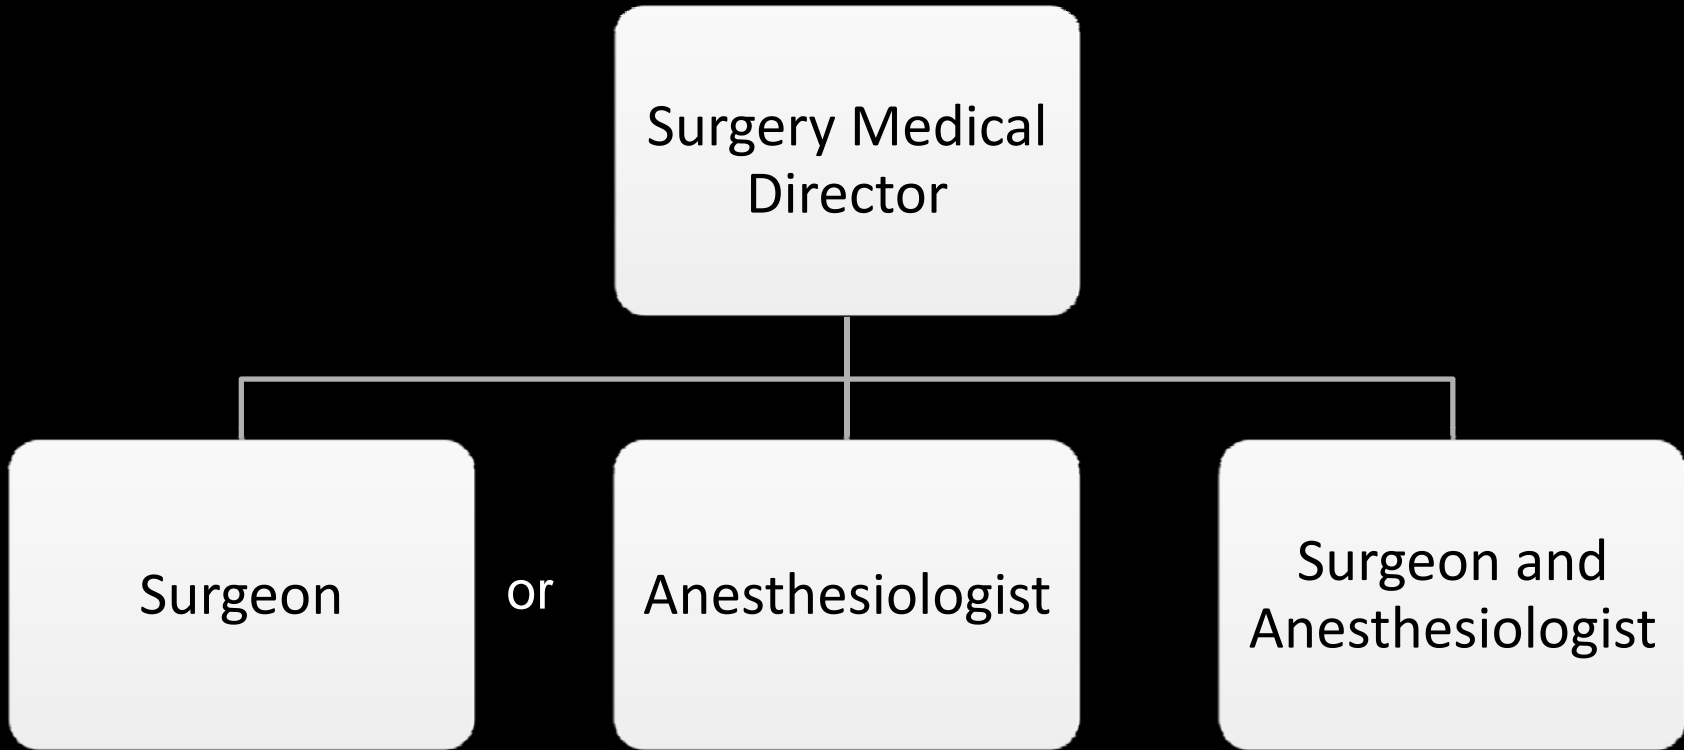 Surgery Medical
Director
Surgeon
or
Anesthesiologist
Surgeon and
Anesthesiologist